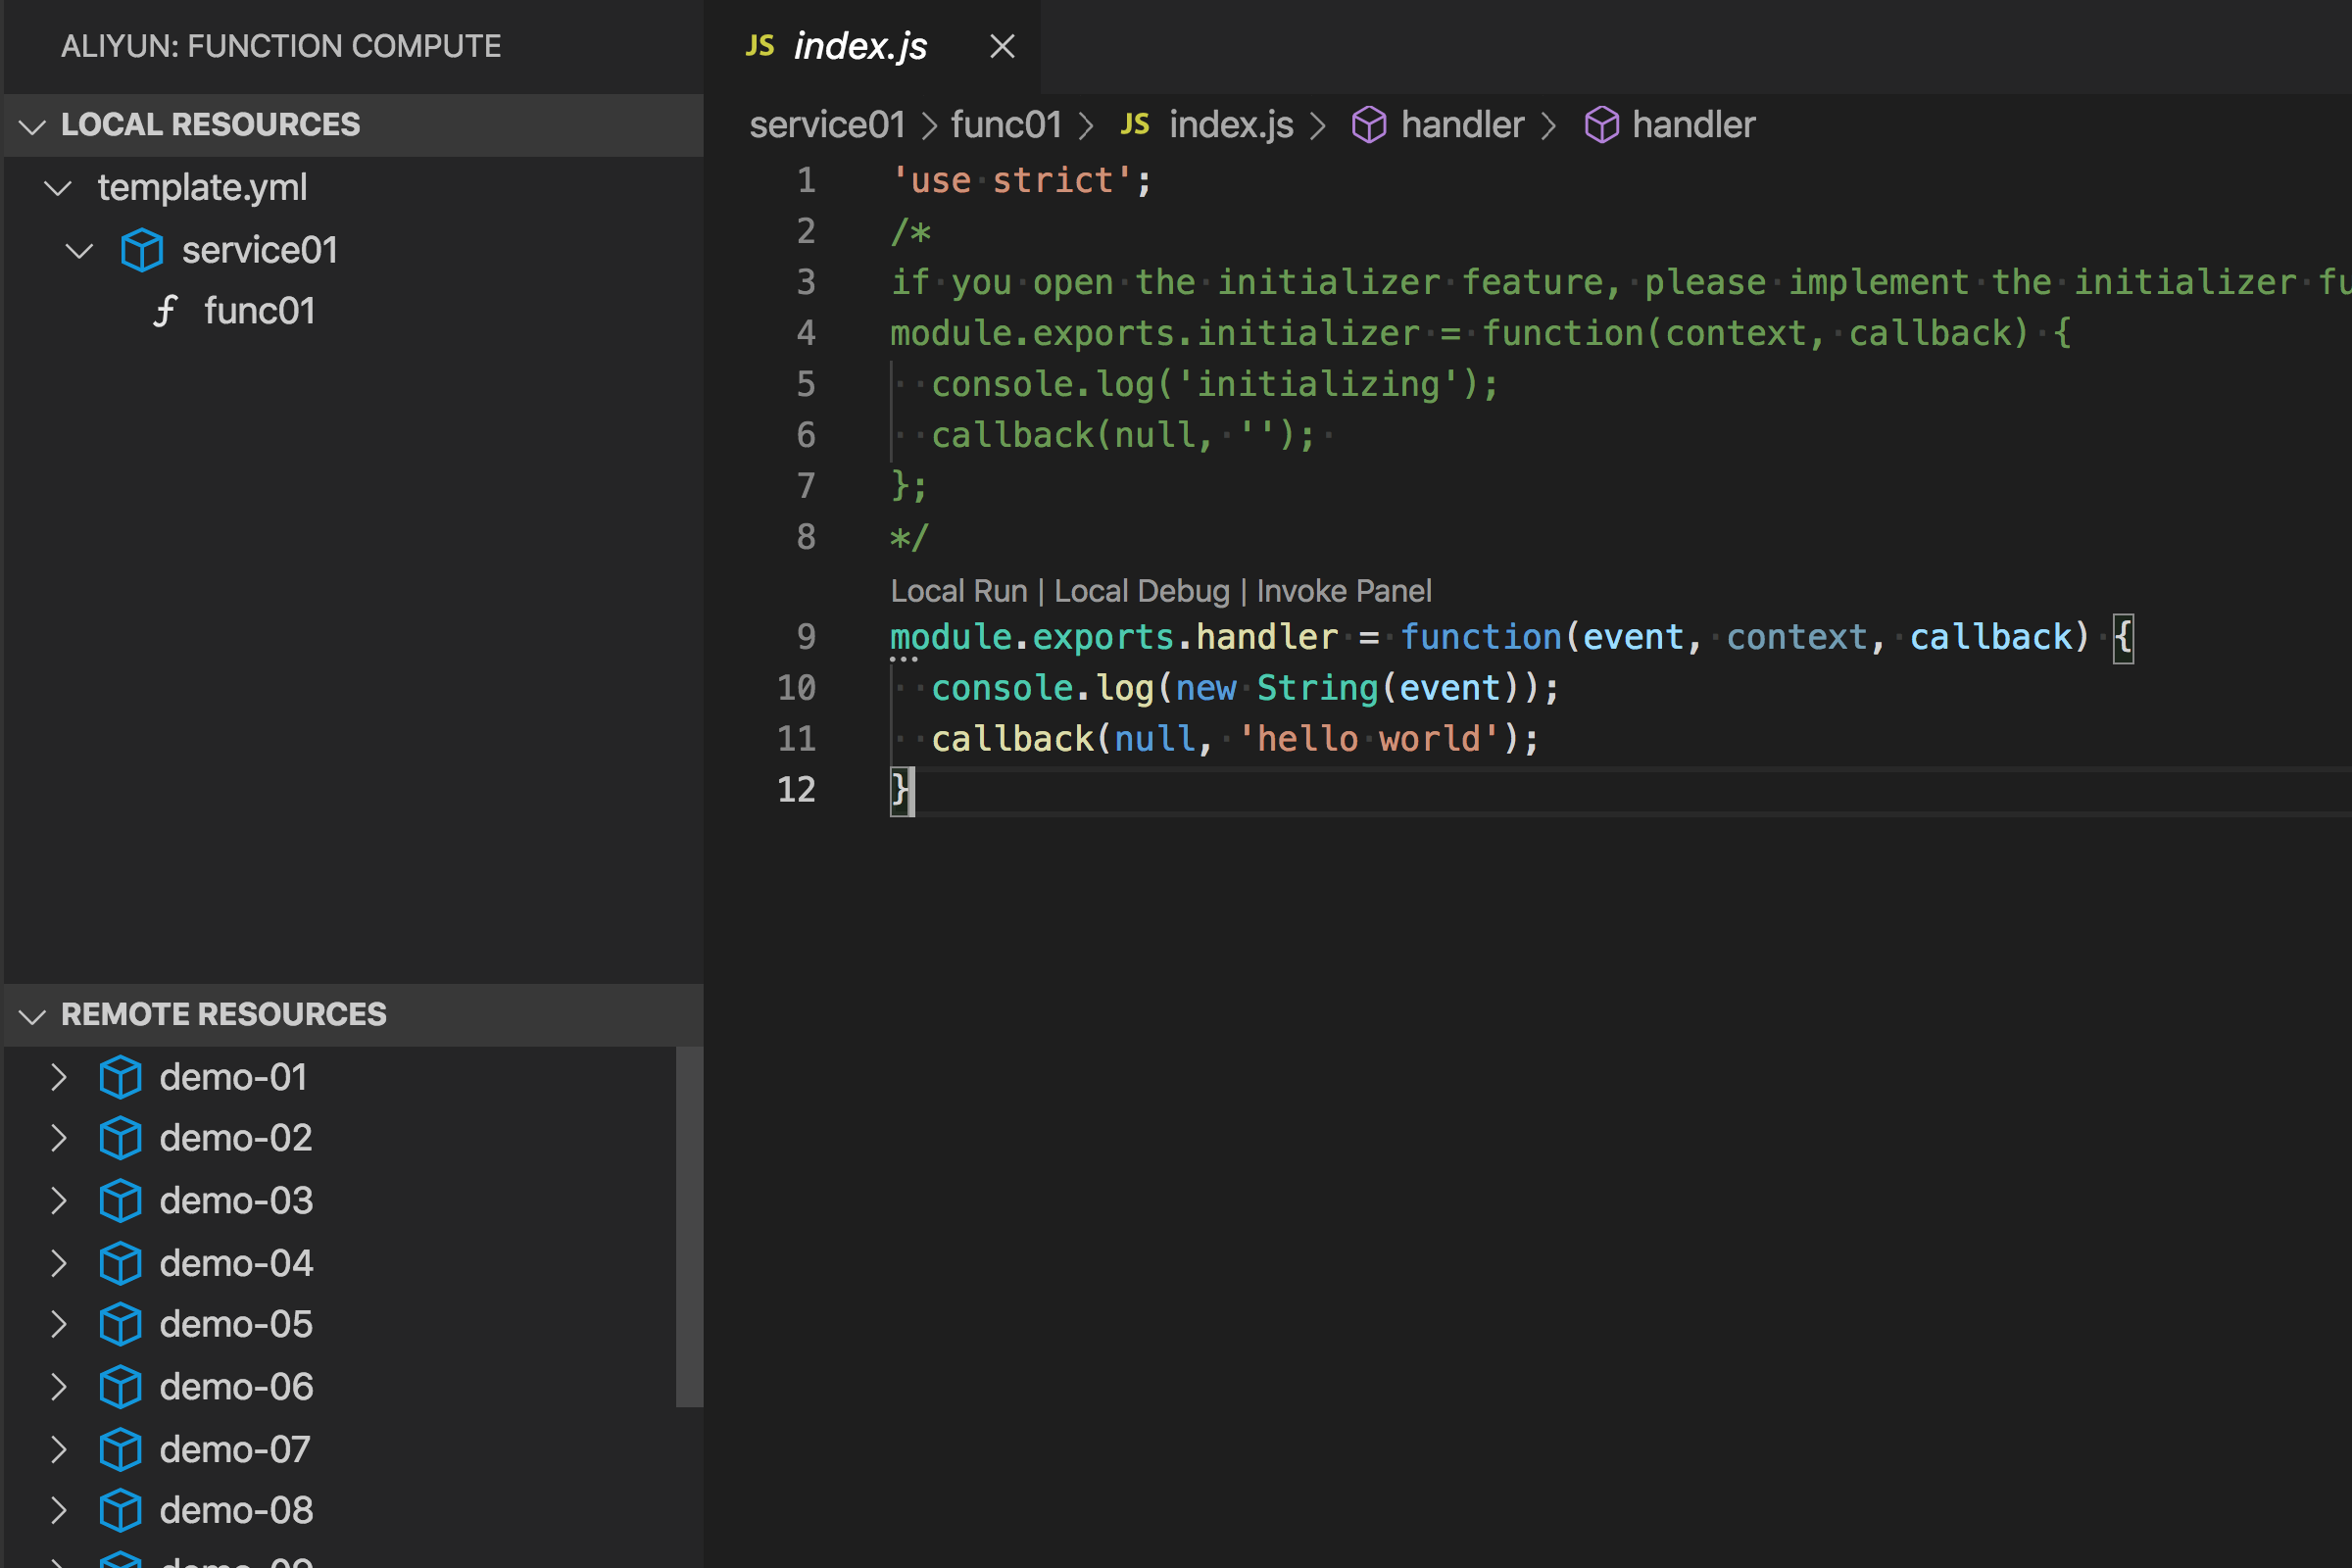 ALIYUN: FUNCTION COMPUTE
LOCAL RESOURCES
template.yml
service01
func01
REMOTE RESOURCES
demo-01
demo-02
demo-03
demo-04
demo-05
demo-06
demo-07
demo-08
JS index.js
service01 > func01 > JS index.js > handler > handler
1 'use strict';
2 /*
3 if you open the initializer feature, please implement the initializer
4 module.exports.initializer = function(context, callback) {
5   console.log('initializing');
6   callback(null, '');
7 };
8 */
Local Run | Local Debug | Invoke Panel
9 module.exports.handler = function(event, context, callback) {
10   console.log(new String(event));
11   callback(null, 'hello world');
12 }